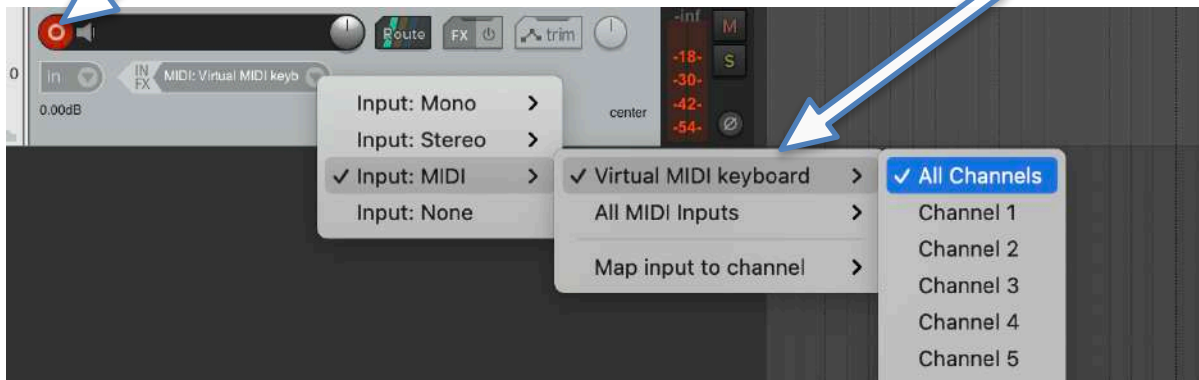 -inf
M
Route
FX
trim
-18-
S
-30-
0
In
IN
FX
MIDI: Virtual MIDI keyb
-42-
0.00dB
center
-54-
Input: Mono
Input: Stereo
✓ Input: MIDI
Input: None
✓ Virtual MIDI keyboard
All MIDI Inputs
Map input to channel
✓ All Channels
Channel 1
Channel 2
Channel 3
Channel 4
Channel 5